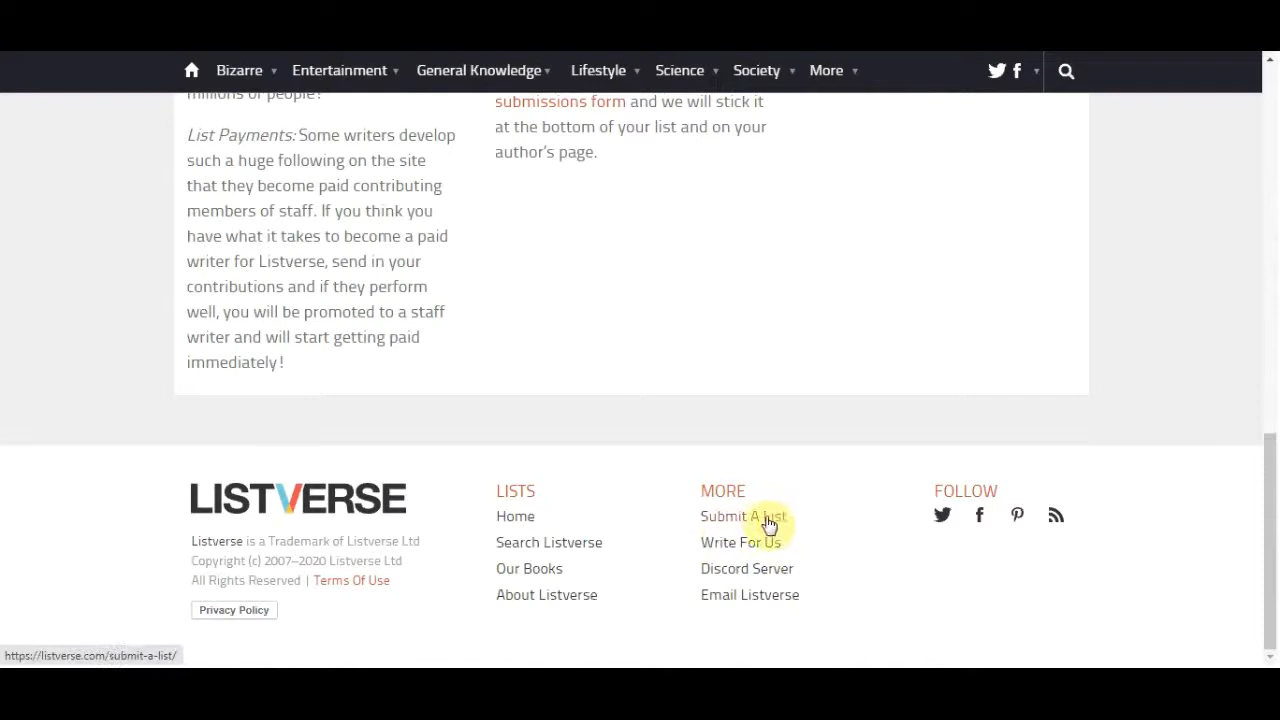 Bizarre
Entertainment
General Knowledge
Lifestyle
Science
Society
More
millions of people?
List Payments: Some writers develop
such a huge following on the site
that they become paid contributing
members of staff. If you think you
have what it takes to become a paid
writer for Listverse, send in your
contributions and if they perform
well, you will be promoted to a staff
writer and will start getting paid
immediately!
submissions form and we will stick it
at the bottom of your list and on your
author's page.
LISTVERSE
Listverse is a Trademark of Listverse Ltd
Copyright (c) 2007–2020 Listverse Ltd
All Rights Reserved | Terms Of Use
Privacy Policy
LISTS
Home
Search Listverse
Our Books
About Listverse
MORE
Submit A List
Write For Us
Discord Server
Email Listverse
FOLLOW
https://listverse.com/submit-a-list/